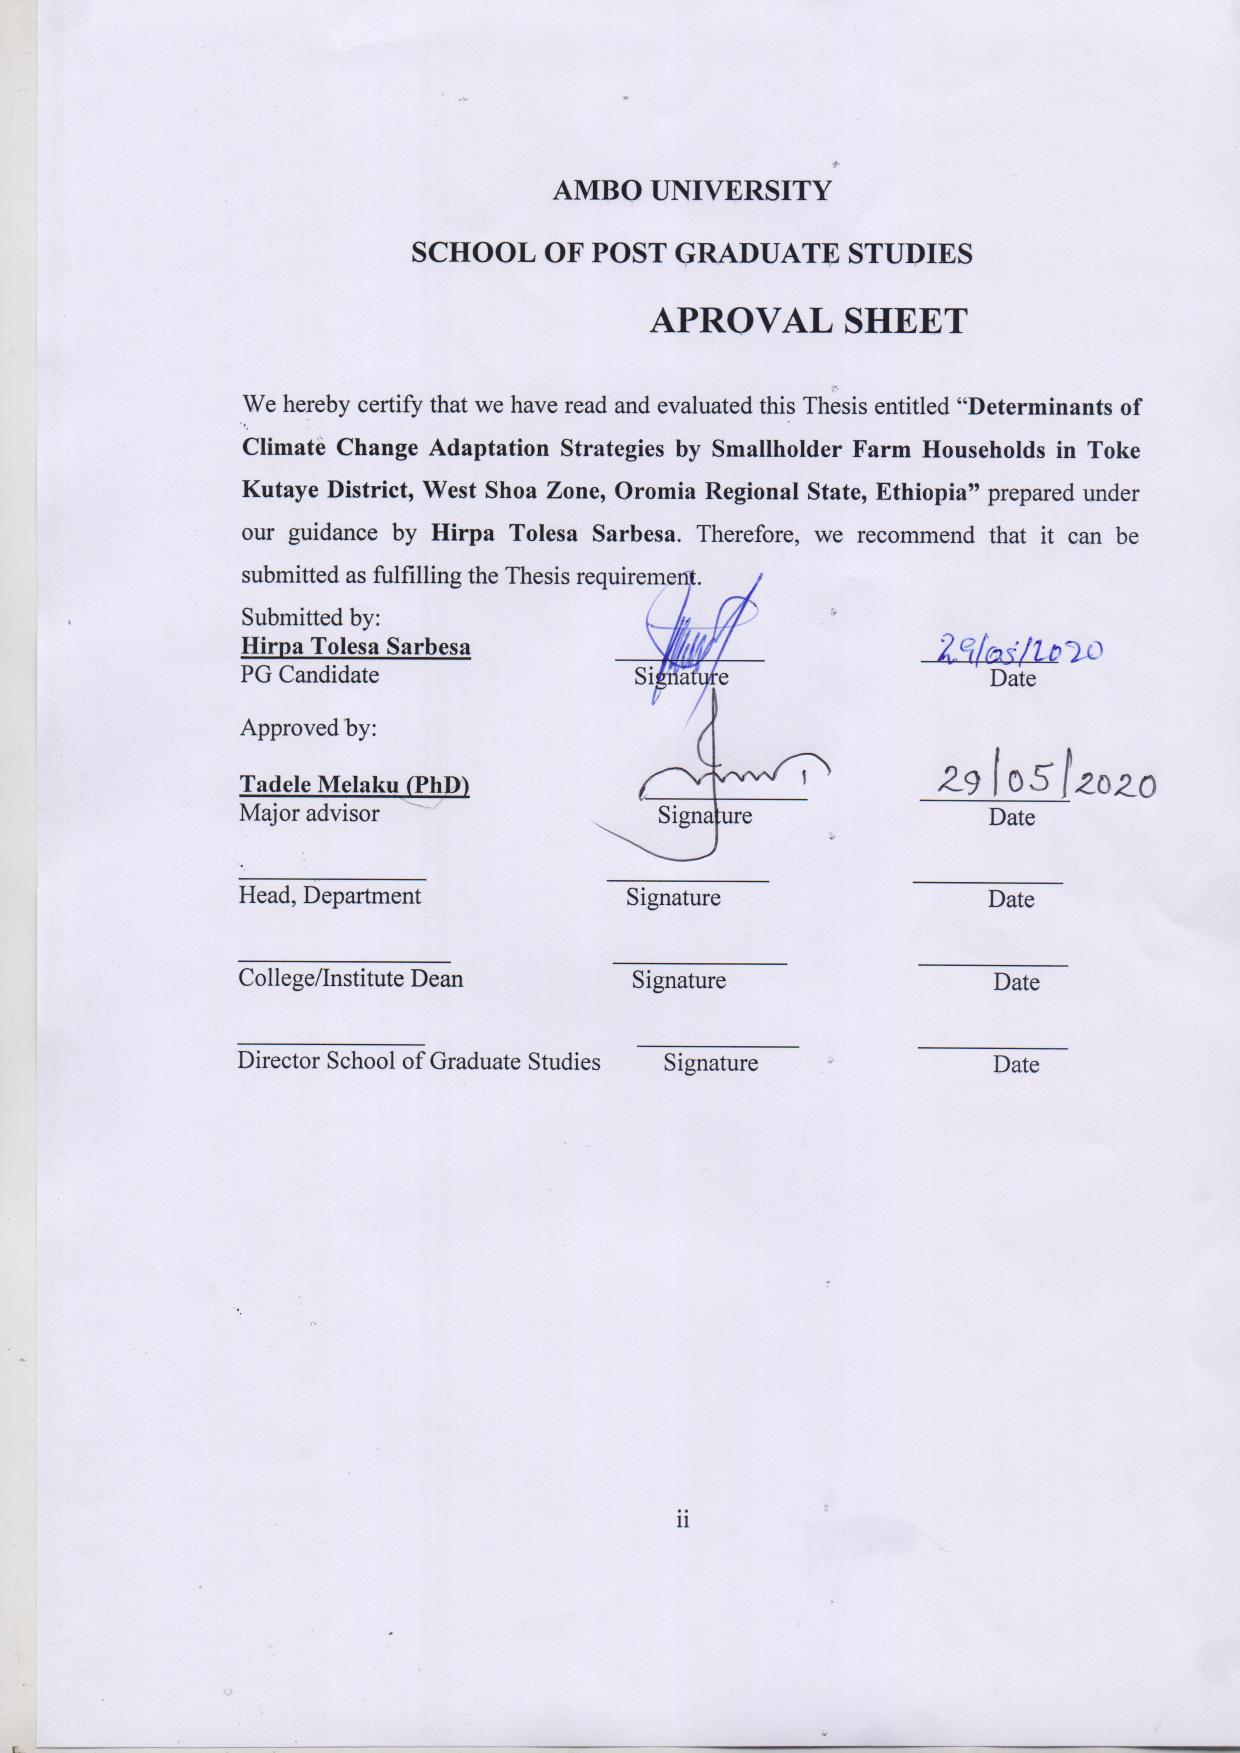 AMBO UNIVERSITY
SCHOOL OF POST GRADUATE STUDIES
APROVAL SHEET
We hereby certify that we have read and evaluated this Thesis entitled “Determinants of
Climate Change Adaptation Strategies by Smallholder Farm Households in Toke
Kutaye District, West Shoa Zone, Oromia Regional State, Ethiopia” prepared under
our guidance by Hirpa Tolesa Sarbesa. Therefore, we recommend that it can be
submitted as fulfilling the Thesis requirement.
Submitted by:
Hirpa Tolesa Sarbesa 29/05/2020
PG Candidate Signature Date
Approved by:
Tadele Melaku (PhD) 29/05/2020
Major advisor Signature Date
Head, Department Signature Date
College/Institute Dean Signature Date
Director School of Graduate Studies Signature Date
ii